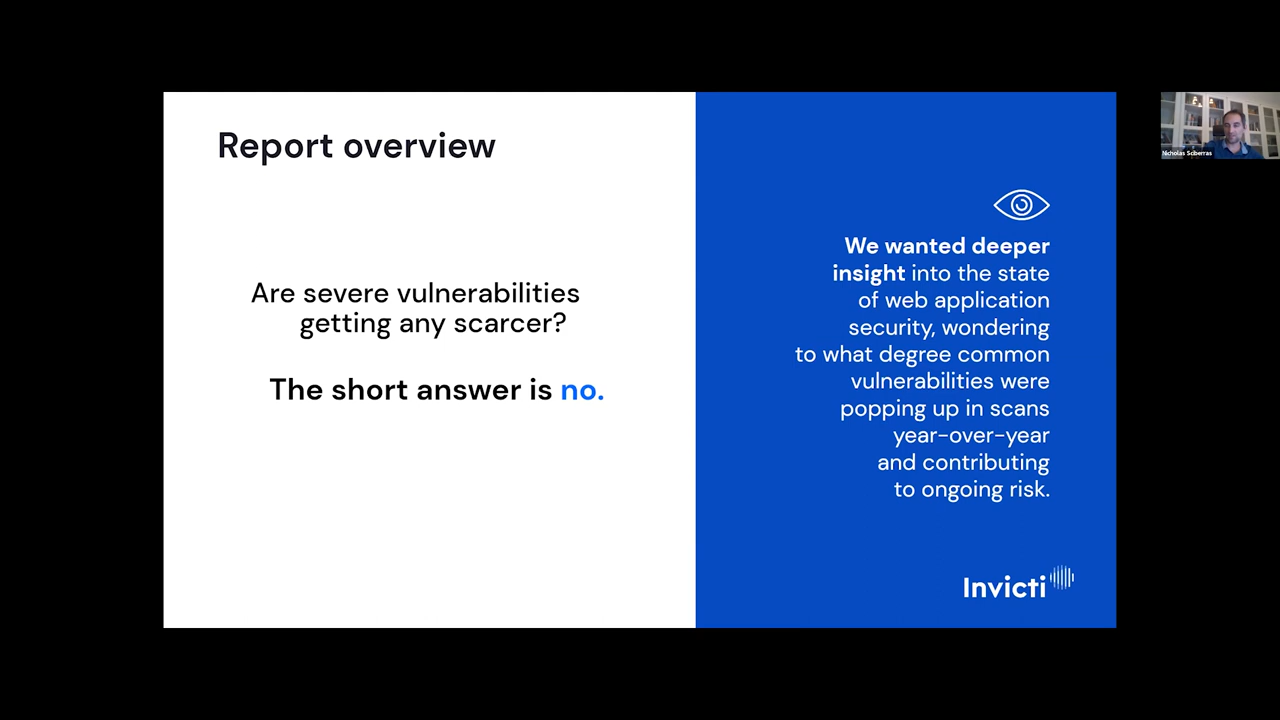 Report overview
Are severe vulnerabilities
getting any scarcer?
The short answer is no.
We wanted deeper
insight into the state
of web application
security, wondering
to what degree common
vulnerabilities were
popping up in scans
year-over-year
and contributing
to ongoing risk.
Invicti
Nicholas Sciberras